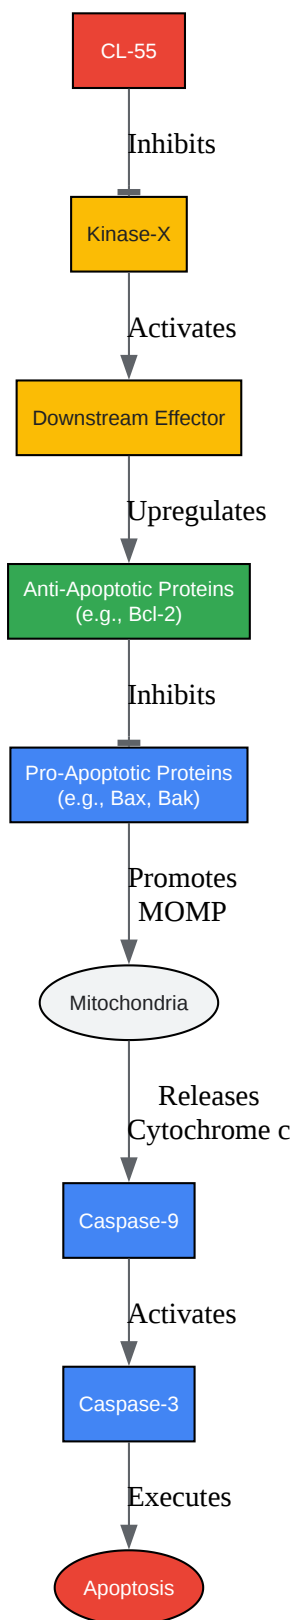 CL-55
Inhibits
Kinase-X
Activates
Downstream Effector
Upregulates
Anti-Apoptotic Proteins
(e.g., Bcl-2)
Inhibits
Pro-Apoptotic Proteins
(e.g., Bax, Bak)
Promotes
MOMP
Mitochondria
Releases
Cytochrome c
Caspase-9
Activates
Caspase-3
Executes
Apoptosis